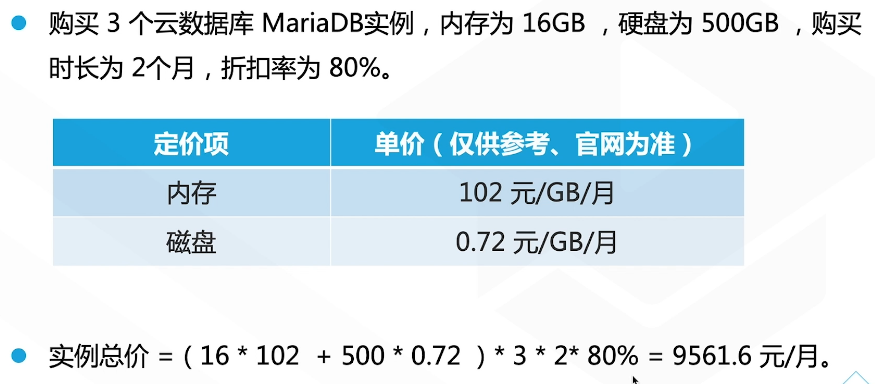 购买 3 个云数据库 MariaDB实例，内存为 16GB ，硬盘为 500GB ，购买
时长为 2个月，折扣率为 80%。
定价项 单价（仅供参考、官网为准）
内存 102 元/GB/月
磁盘 0.72 元/GB/月
实例总价 =（ 16 * 102 + 500 * 0.72 ）* 3 * 2* 80% = 9561.6 元/月。